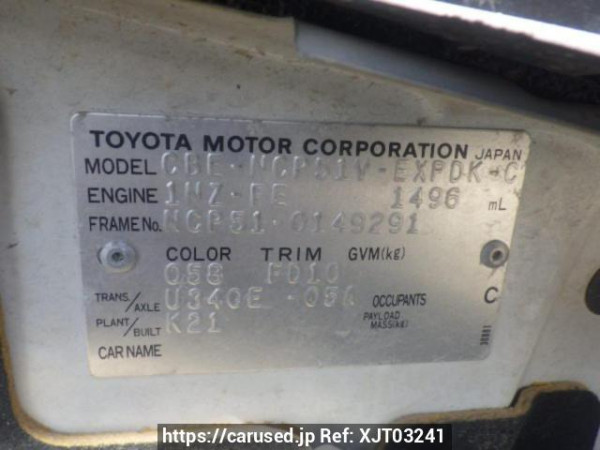 TOYOTA MOTOR CORPORATION JAPAN
MODEL CBE-NCP51V-EXPDK-C
ENGINE 1NZ-FE 1496 mL
FRAME No. NCP51-0149291
COLOR TRIM GVM(kg)
058 FD10
TRANS./AXLE U340E -05A OCCUPANTS C
PLANT/BUILT K21 PAYLOAD MASS(kg)
CAR NAME
https://carused.jp Ref: XJT03241